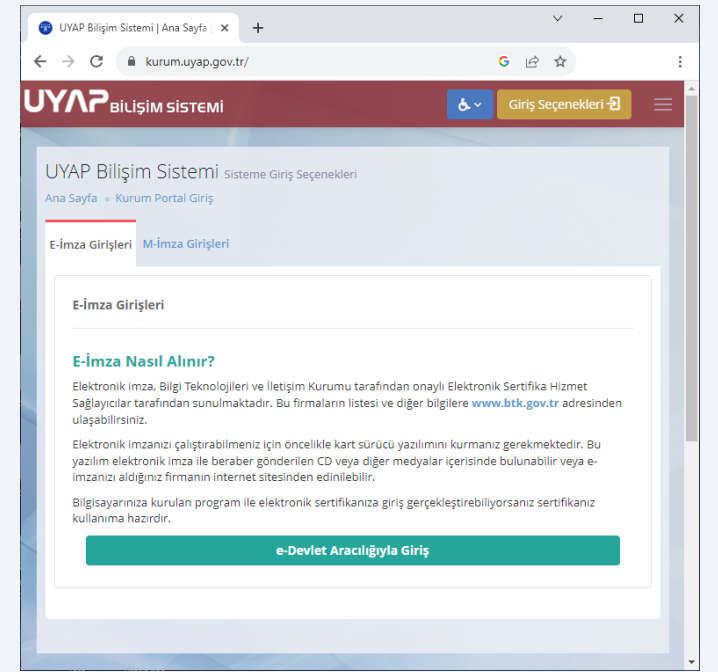 UYAP Bilişim Sistemi | Ana Sayfa |
kurum.uyap.gov.tr/
UYAP BİLİŞİM SİSTEMİ
Giriş Seçenekleri
UYAP Bilişim Sistemi Sisteme Giriş Seçenekleri
Ana Sayfa Kurum Portal Giriş
E-İmza Girişleri M-İmza Girişleri
E-İmza Girişleri
E-İmza Nasıl Alınır?
Elektronik imza, Bilgi Teknolojileri ve İletişim Kurumu tarafından onaylı Elektronik Sertifika Hizmet
Sağlayıcılar tarafından sunulmaktadır. Bu firmaların listesi ve diğer bilgilere www.btk.gov.tr adresinden
ulaşabilirsiniz.
Elektronik imzanızı çalıştırabilmeniz için öncelikle kart sürücü yazılımını kurmanız gerekmektedir. Bu
yazılım elektronik imza ile beraber gönderilen CD veya diğer medyalar içerisinde bulunabilir veya e-
imzanızı aldığınız firmanın internet sitesinden edinilebilir.
Bilgisayarınıza kurulan program ile elektronik sertifikanıza giriş gerçekleştirebiliyorsanız sertifikanız
kullanıma hazırdır.
e-Devlet Aracılığıyla Giriş